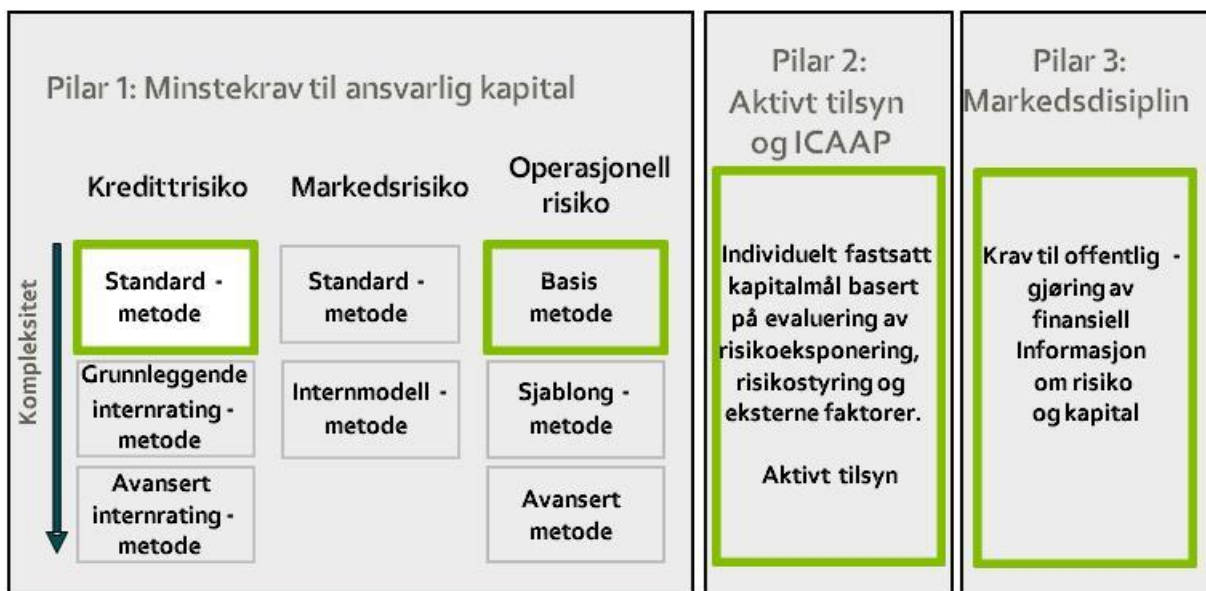 Pilar 1: Minstekrav til ansvarlig kapital
Kredittrisiko
Markedsrisiko
Operasjonell
risiko
Kompleksitet
Standard -
metode
Standard -
metode
Basis
metode
Grunnleggende
internrating -
metode
Internmodell -
metode
Sjablong -
metode
Avansert
internrating -
metode
Avansert
metode
Pilar 2:
Aktivt tilsyn
og ICAAP
Individuelt fastsatt
kapitalmål basert
på evaluering av
risikoeksponering,
risikostyring og
eksterne faktorer.
Aktivt tilsyn
Pilar 3:
Markedsdisiplin
Krav til offentlig -
gjøring av
finansiell
Informasjon
om risiko
og kapital